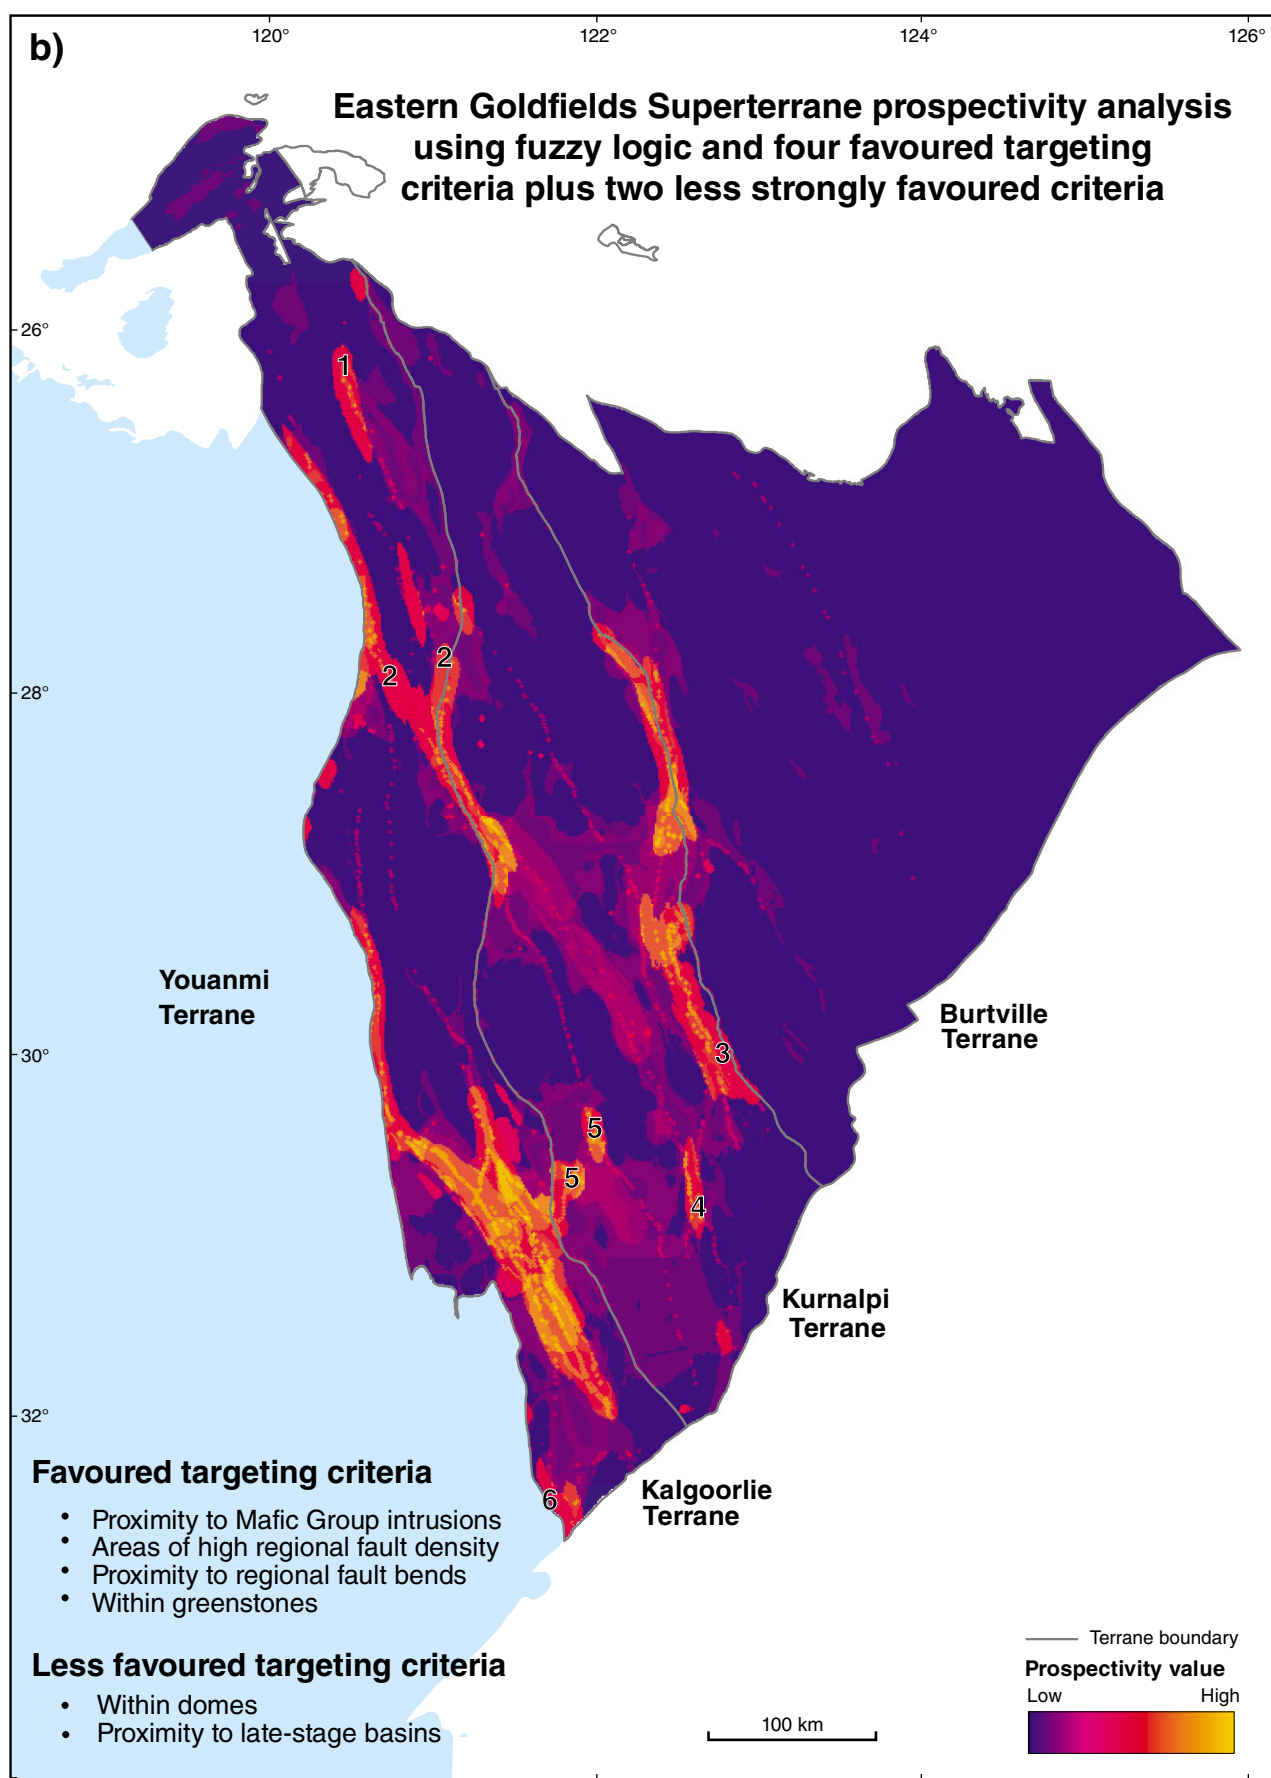 b)
120°
122°
124°
126°
Eastern Goldfields Superterrane prospectivity analysis
using fuzzy logic and four favoured targeting
criteria plus two less strongly favoured criteria
26°
1
2
2
28°
Youanmi
Terrane
Burtville
Terrane
30°
3
5
5
4
Kurnalpi
Terrane
32°
6
Kalgoorlie
Terrane
Favoured targeting criteria
• Proximity to Mafic Group intrusions
• Areas of high regional fault density
• Proximity to regional fault bends
• Within greenstones
Less favoured targeting criteria
• Within domes
• Proximity to late-stage basins
100 km
Terrane boundary
Prospectivity value
Low High